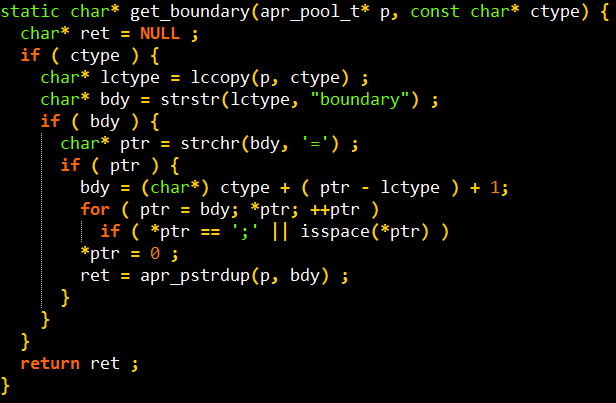 static char* get_boundary(apr_pool_t* p, const char* ctype) {
  char* ret = NULL ;
  if ( ctype ) {
    char* lctype = lccopy(p, ctype) ;
    char* bdy = strstr(lctype, "boundary") ;
    if ( bdy ) {
      char* ptr = strchr(bdy, '=') ;
      if ( ptr ) {
        bdy = (char*) ctype + ( ptr - lctype ) + 1;
        for ( ptr = bdy; *ptr; ++ptr )
          if ( *ptr == ';' || isspace(*ptr) )
        *ptr = 0 ;
        ret = apr_pstrdup(p, bdy) ;
      }
    }
  }
  return ret ;
}